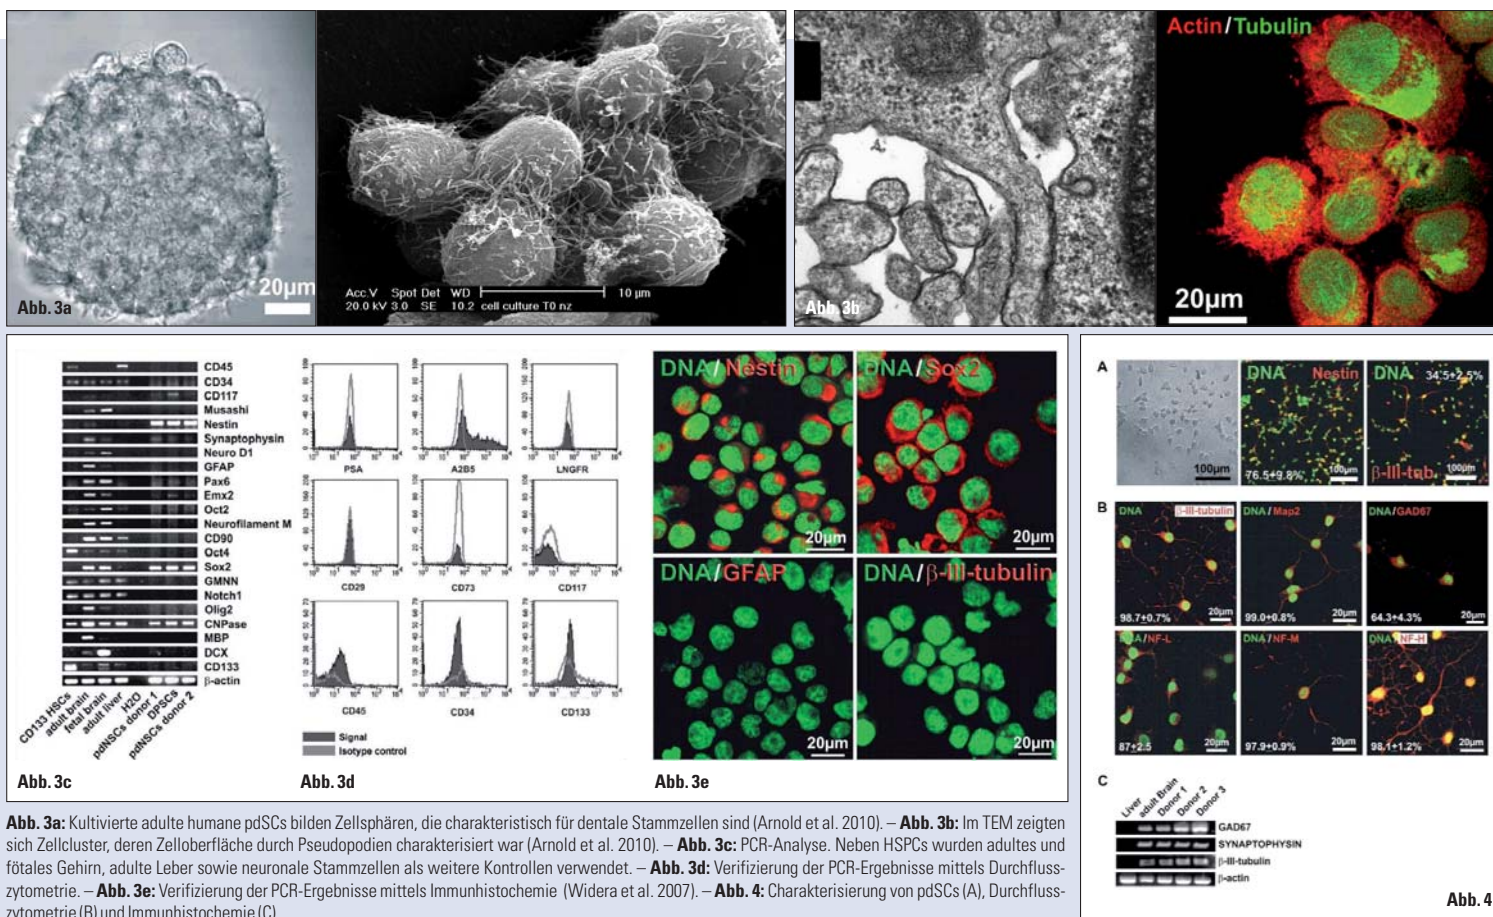 Abb. 3a
20µm
Acc.V Spot Det WD 10 µm
20.0 kV 3.0 SE 10.2 cell culture T0 nz
Abb. 3b
Actin/Tubulin
20µm
CD45
CD34
CD117
Musashi
Nestin
Synaptophysin
Neuro D1
GFAP
Pax6
Emx2
Oct2
Neurofilament M
CD90
Oct4
Sox2
GMNN
Notch1
Olig2
CNPase
MBP
DCX
CD133
β-actin
CD133 HSCs
adult brain
fetal brain
adult liver
H2O
pdNSCs donor 1
DPSCs
pdNSCs donor 2
Abb. 3c
PSA
A2B5
LNGFR
CD29
CD73
CD117
CD45
CD34
CD133
Signal
Isotype control
Abb. 3d
DNA/Nestin
20µm
DNA/Sox2
20µm
DNA/GFAP
20µm
DNA/β-III-tubulin
20µm
Abb. 3e
A
100µm
DNA Nestin
76.5±9.8%
100µm
DNA 34.5±2.5%
β-III-tub.
100µm
B
DNA β-III-tubulin
98.7±0.7%
20µm
DNA/Map2
99.0±0.8%
20µm
DNA/GAD67
64.3±4.3%
20µm
DNA/NF-L
87±2.5
20µm
DNA/NF-M
97.9±0.9%
20µm
DNA/NF-H
98.1±1.2%
20µm
C
Liver
adult Brain
Donor 1
Donor 2
Donor 3
GAD67
SYNAPTOPHYSIN
β-III-tubulin
β-actin
Abb. 4
Abb. 3a: Kultivierte adulte humane pdSCs bilden Zellsphären, die charakteristisch für dentale Stammzellen sind (Arnold et al. 2010). – Abb. 3b: Im TEM zeigten
sich Zellcluster, deren Zelloberfläche durch Pseudopodien charakterisiert war (Arnold et al. 2010). – Abb. 3c: PCR-Analyse. Neben HSPCs wurden adultes und
fötales Gehirn, adulte Leber sowie neuronale Stammzellen als weitere Kontrollen verwendet. – Abb. 3d: Verifizierung der PCR-Ergebnisse mittels Durchfluss-
zytometrie. – Abb. 3e: Verifizierung der PCR-Ergebnisse mittels Immunhistochemie (Widera et al. 2007). – Abb. 4: Charakterisierung von pdSCs (A), Durchfluss-
zytometrie (B) und Immunhistochemie (C).